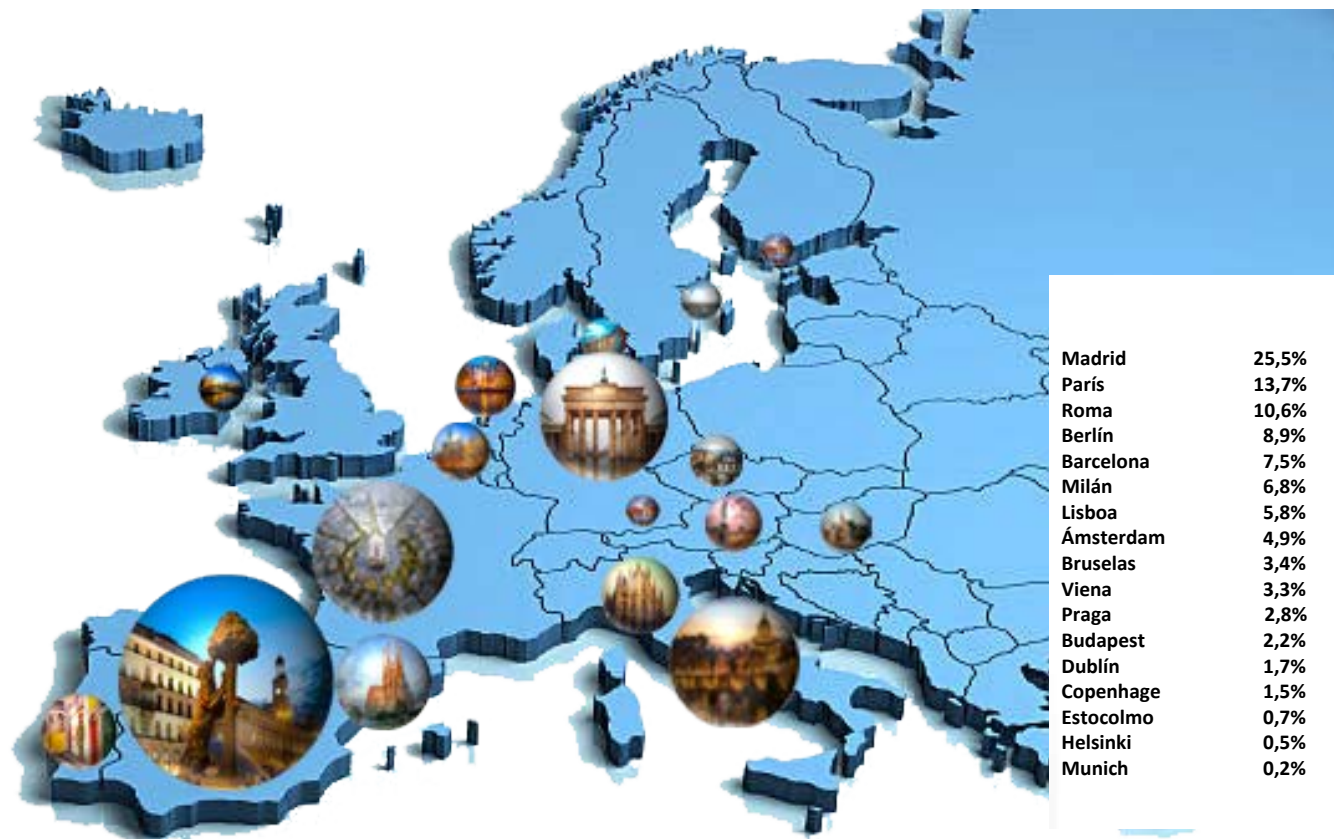 Madrid 25,5%
París 13,7%
Roma 10,6%
Berlín 8,9%
Barcelona 7,5%
Milán 6,8%
Lisboa 5,8%
Ámsterdam 4,9%
Bruselas 3,4%
Viena 3,3%
Praga 2,8%
Budapest 2,2%
Dublín 1,7%
Copenhage 1,5%
Estocolmo 0,7%
Helsinki 0,5%
Munich 0,2%